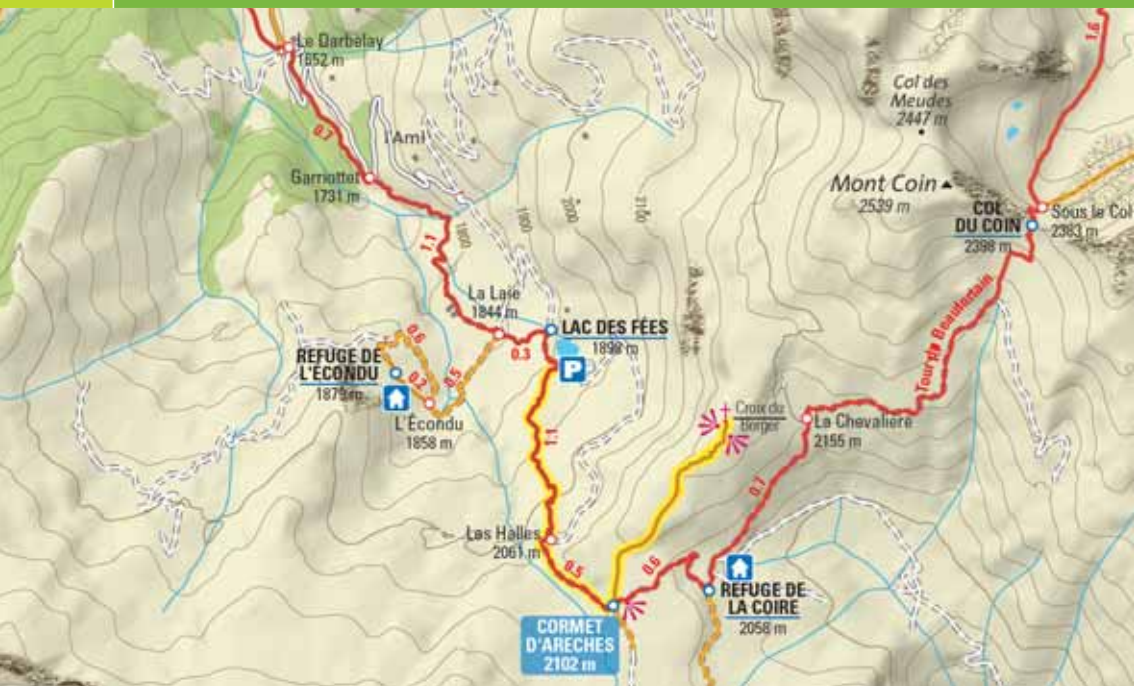 Le Darbelay
1652 m
0.7
l'Ami
Garriottet
1731 m
1.1
1800
1900
2000
2100
Col des
Meudes
2447 m
1.6
Mont Coin
2539 m
COL
DU COIN
2398 m
Sous le Col
2383 m
La Laie
1844 m
0.3
LAC DES FÉES
1898 m
P
REFUGE DE
L'ECONDU
1879 m
0.6
0.2
0.5
L'Écondu
1858 m
1.1
Croix du
Berger
Tour du Beaufortain
La Chevalière
2155 m
0.7
Las Halles
2061 m
0.5
0.6
REFUGE DE
LA COIRE
2058 m
CORMET
D'ARECHES
2102 m